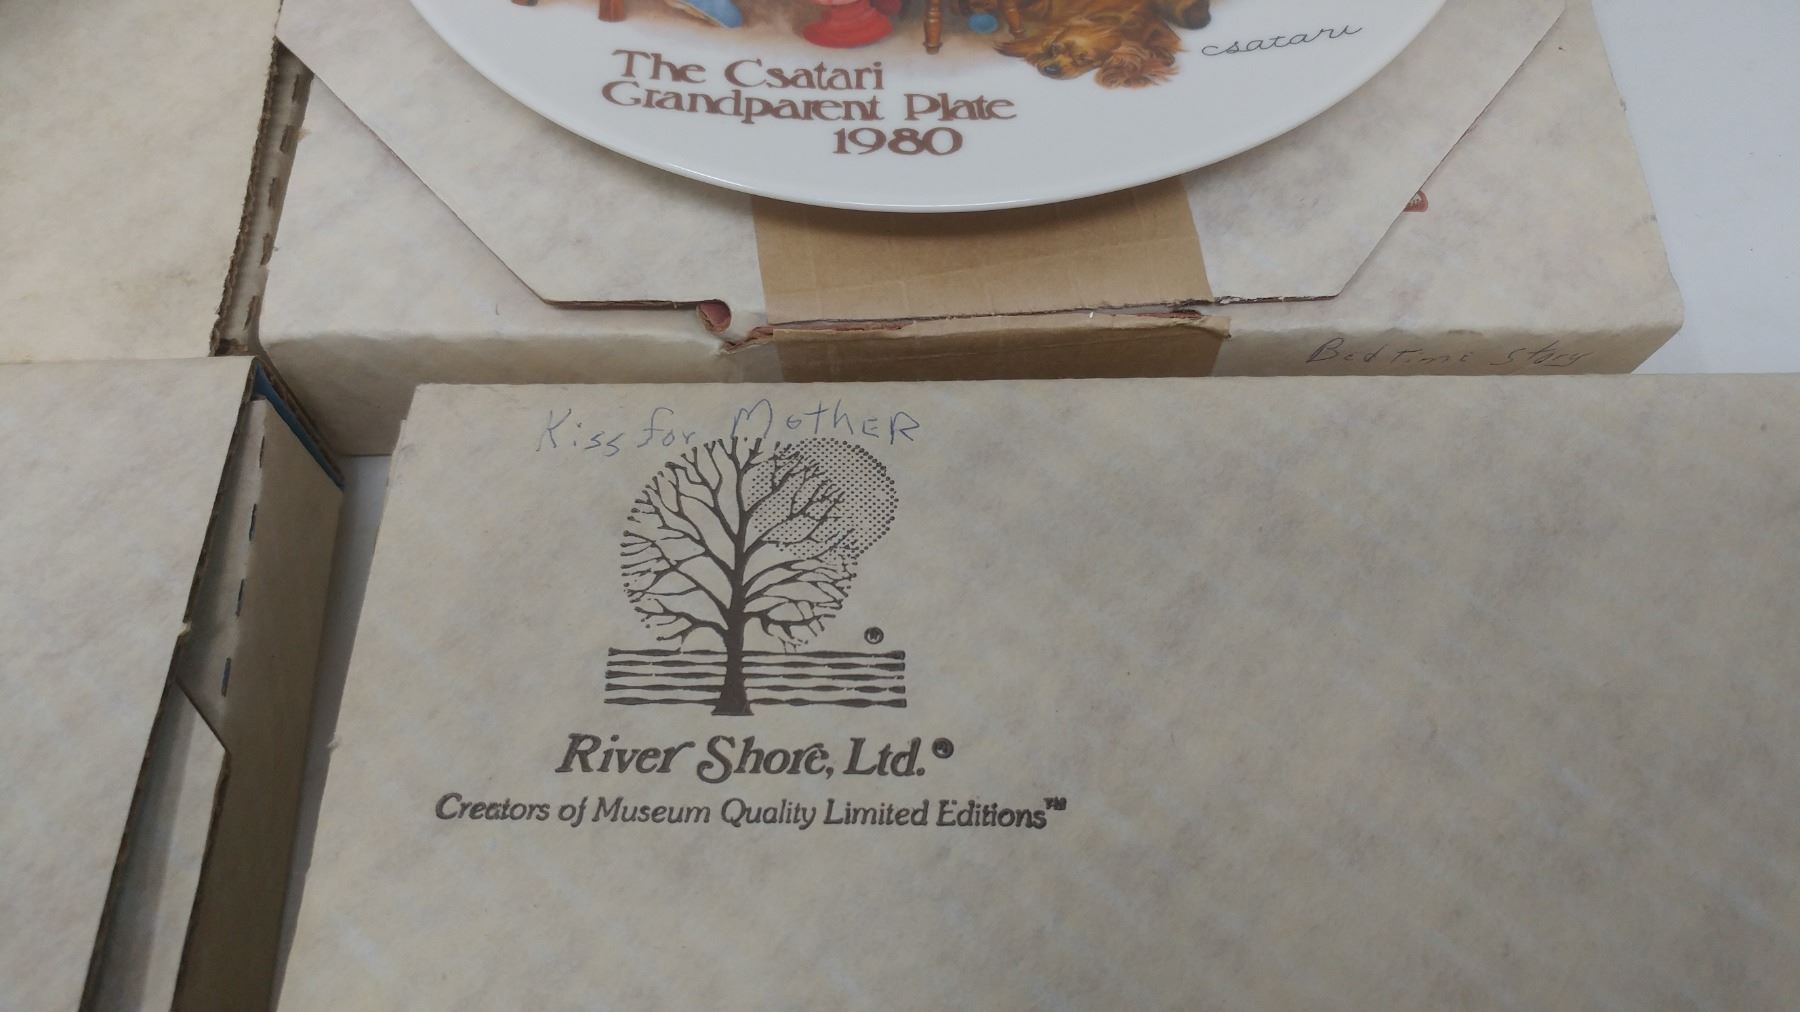 csatari
The Csatari
Grandparent Plate
1980
Bedtime Story
Kiss for Mother
®
River Shore, Ltd.®
Creators of Museum Quality Limited Editions™